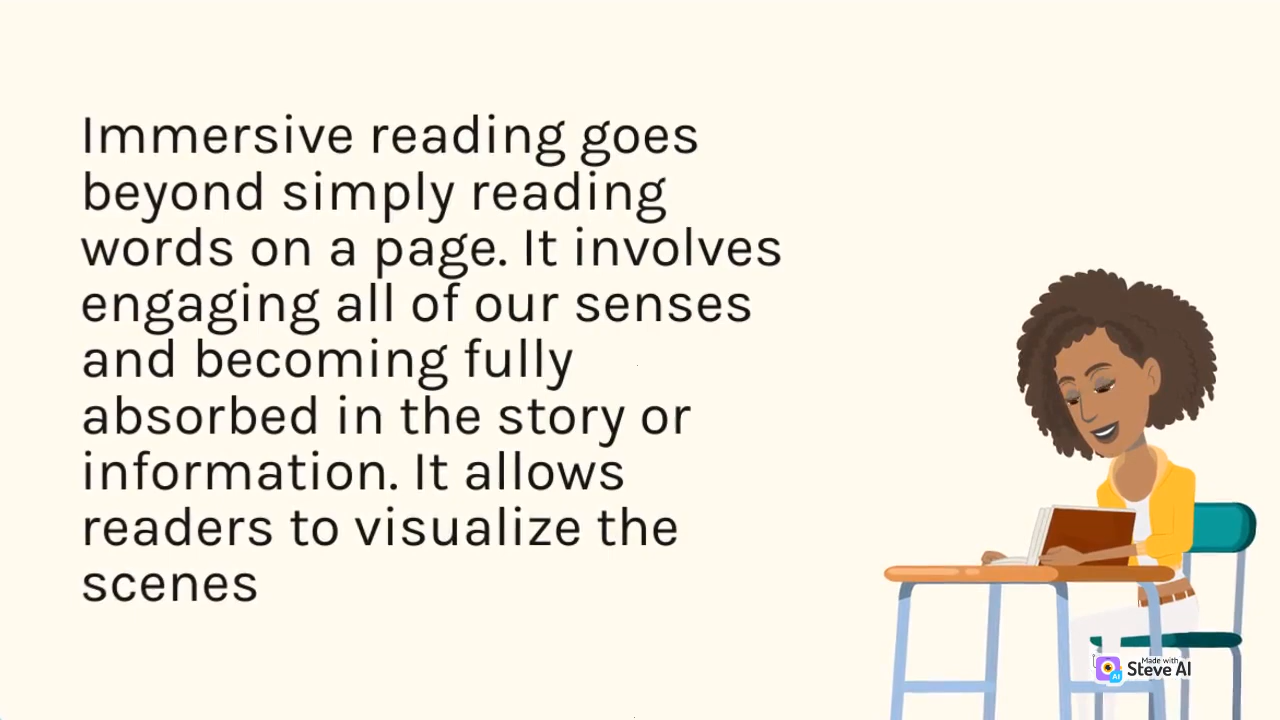 Immersive reading goes
beyond simply reading
words on a page. It involves
engaging all of our senses
and becoming fully
absorbed in the story or
information. It allows
readers to visualize the
scenes
Made with
Steve AI
AI